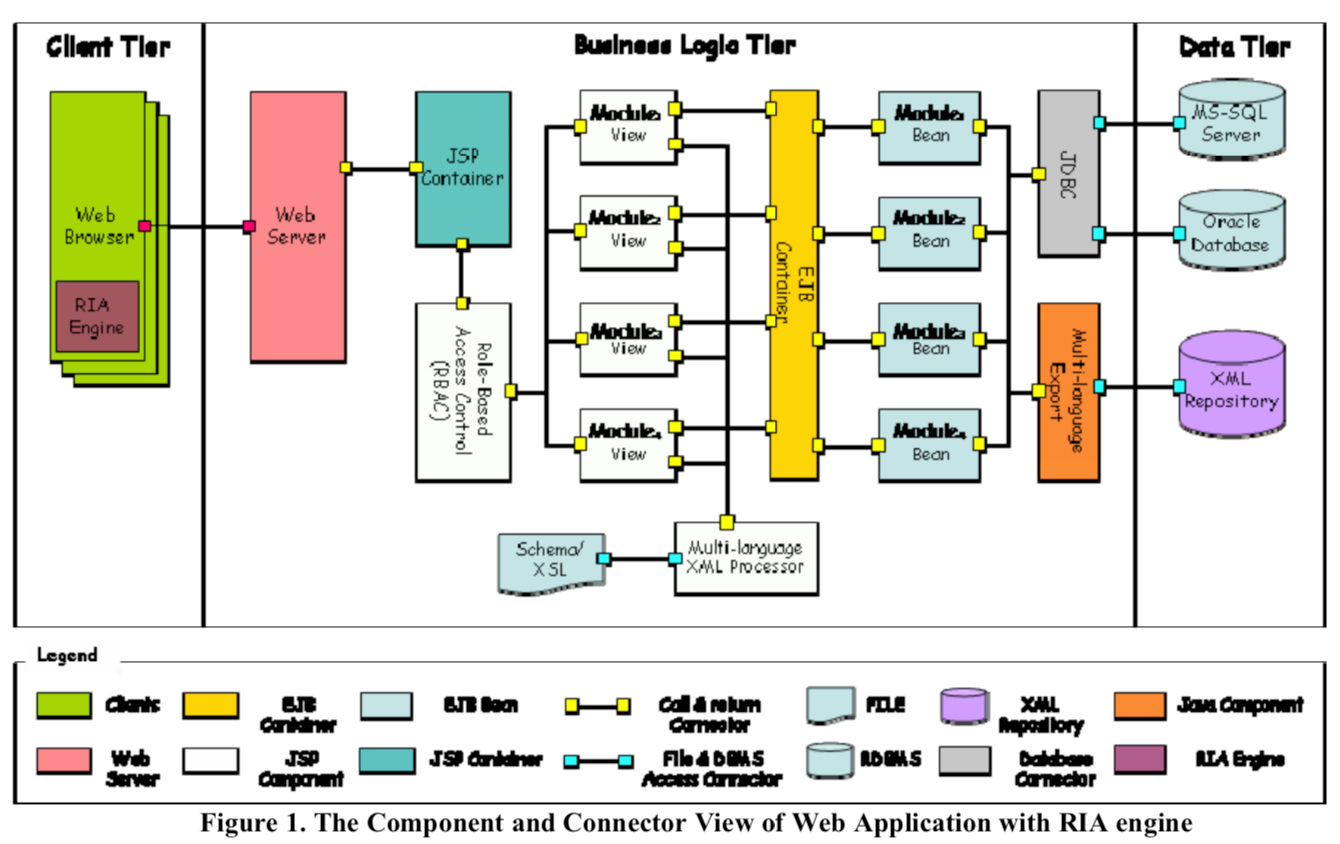 Client Tier
Business Logic Tier
Data Tier
Web
Browser
RIA
Engine
Web
Server
JSP
Container
Role-Based
Access Control
(RBAC)
Module1
View
Module2
View
Module3
View
Module4
View
EJB
Container
Module1
Bean
Module2
Bean
Module3
Bean
Module4
Bean
JDBC
Multi-language
Export
MS-SQL
Server
Oracle
Database
XML
Repository
Schema/
XSL
Multi-language
XML Processor
Legend
Clients
EJB
Container
EJB Bean
Call & return
Connector
FILE
XML
Repository
Java Component
Web
Server
JSP
Component
JSP Container
File & DBMS
Access Connector
RDBMS
Database
Connector
RIA Engine
Figure 1. The Component and Connector View of Web Application with RIA engine